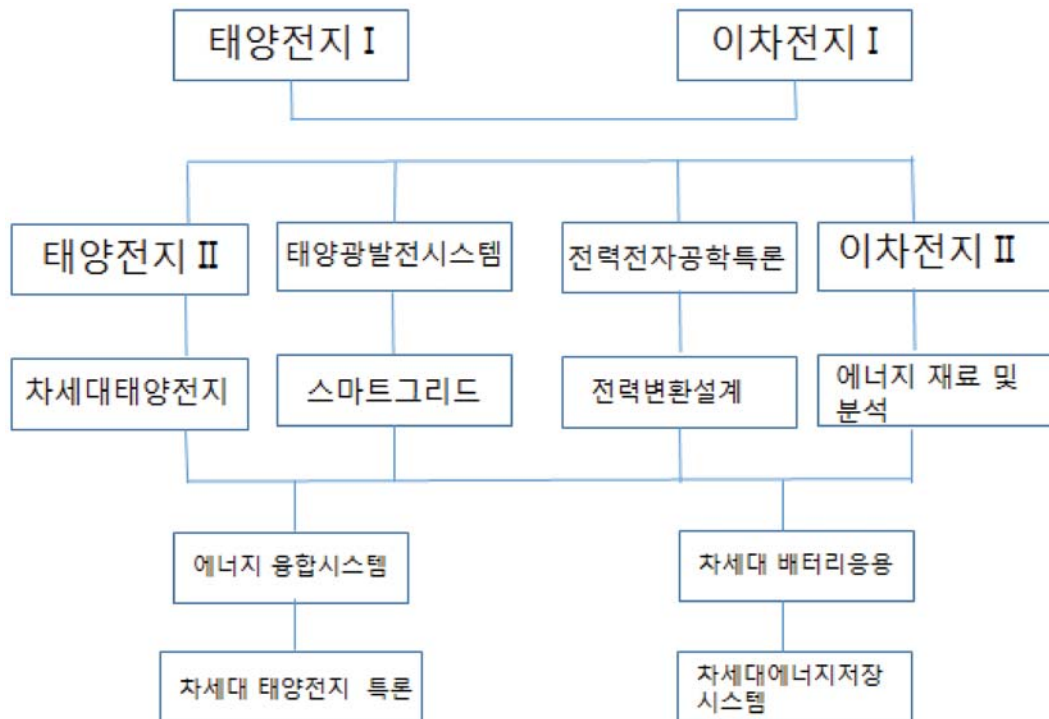 태양전지 I
이차전지 I
태양전지 II
태양광발전시스템
전력전자공학특론
이차전지 II
차세대태양전지
스마트그리드
전력변환설계
에너지 재료 및
분석
에너지 융합시스템
차세대 배터리응용
차세대 태양전지 특론
차세대에너지저장
시스템